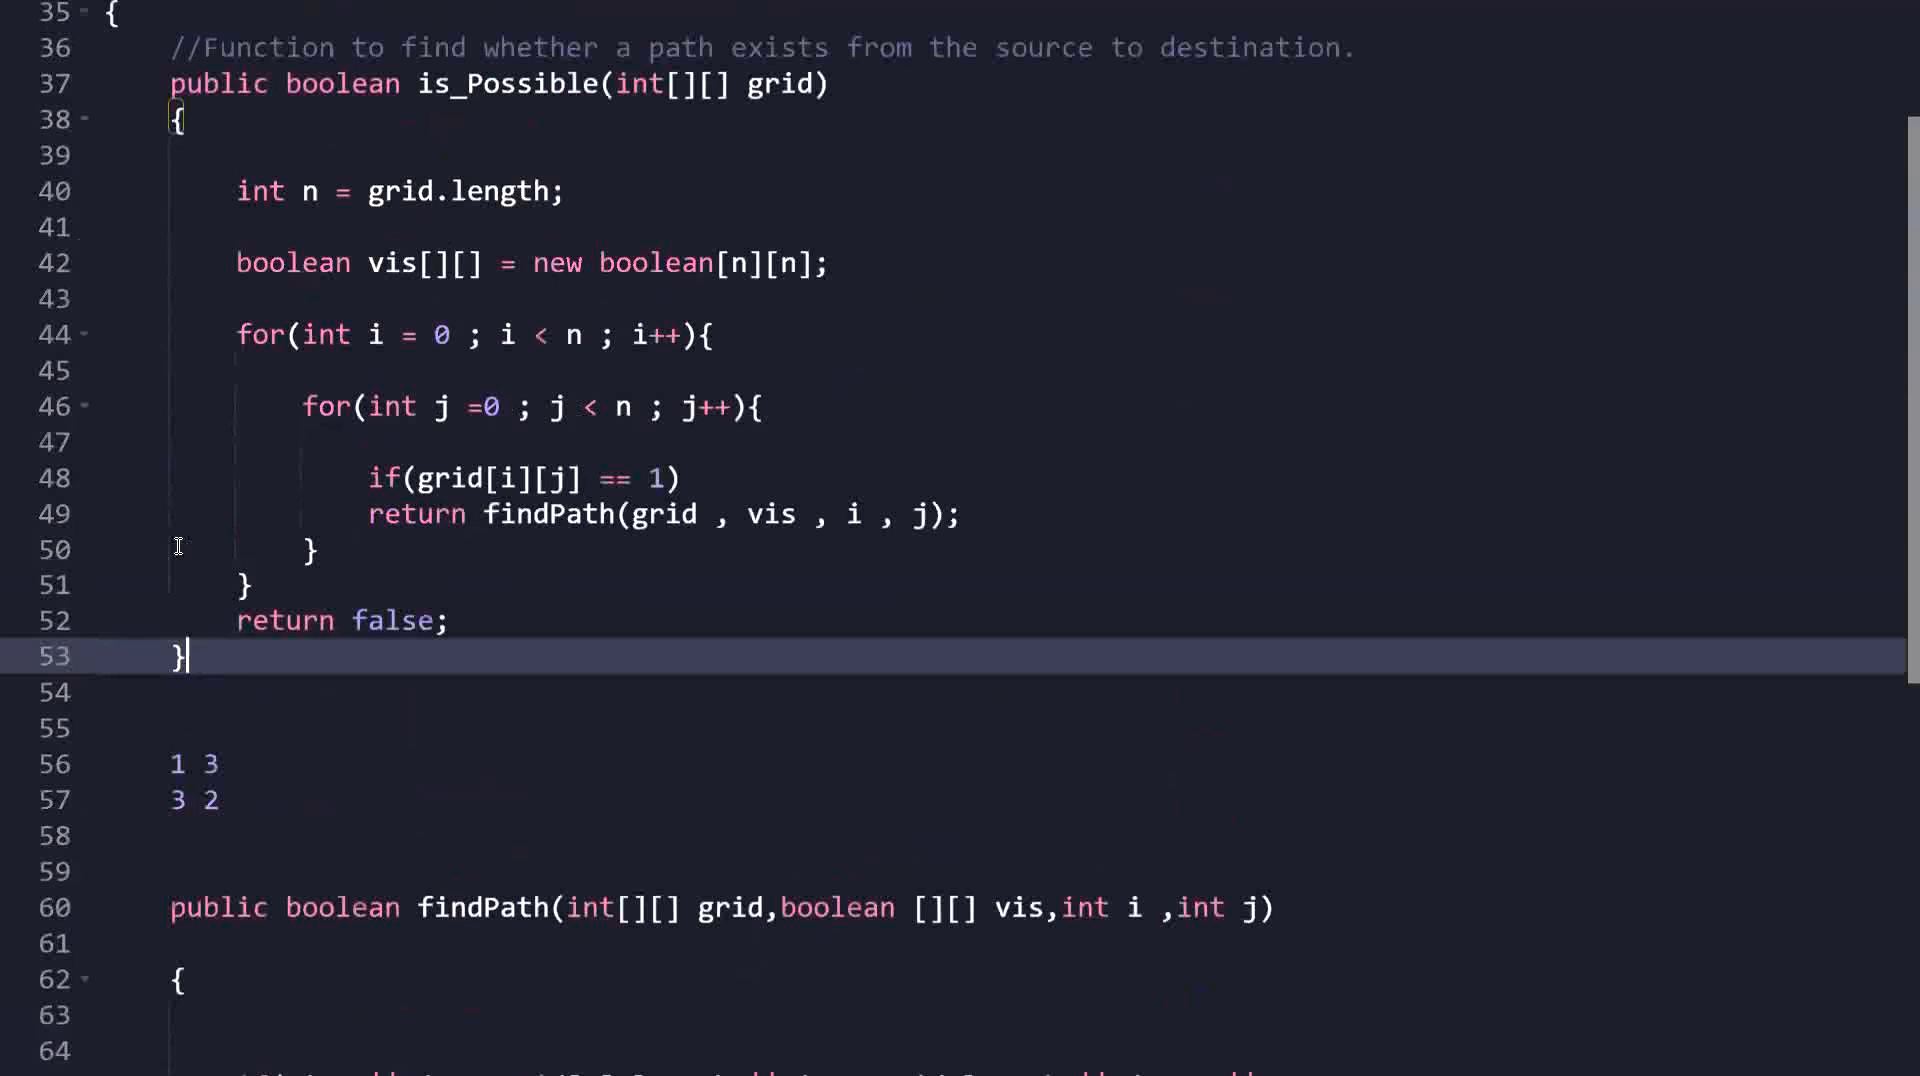 35 {
36 //Function to find whether a path exists from the source to destination.
37 public boolean is_Possible(int[][] grid)
38 {
39
40 int n = grid.length;
41
42 boolean vis[][] = new boolean[n][n];
43
44 for(int i = 0 ; i < n ; i++){
45
46 for(int j =0 ; j < n ; j++){
47
48 if(grid[i][j] == 1)
49 return findPath(grid , vis , i , j);
50 }
51 }
52 return false;
53 }
54
55
56 1 3
57 3 2
58
59
60 public boolean findPath(int[][] grid,boolean [][] vis,int i ,int j)
61
62 {
63
64